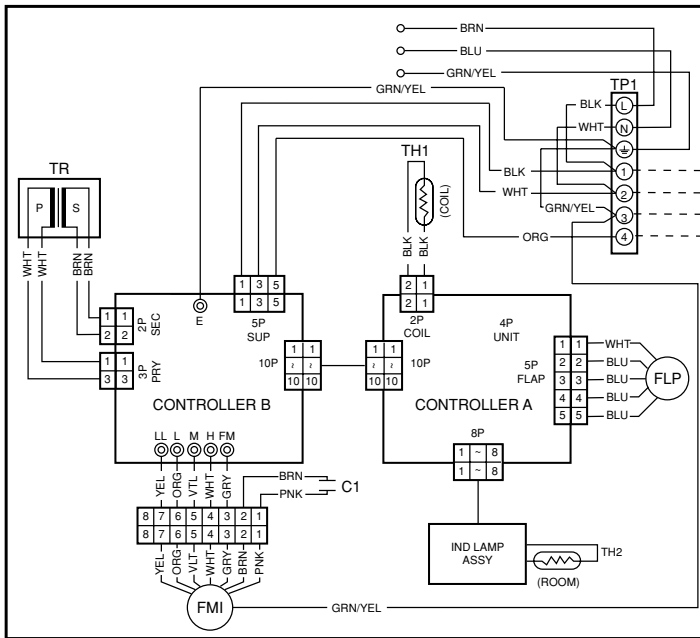 BRN
BLU
GRN/YEL
GRN/YEL
TP1
BLK L
WHT N
TR
TH1
(COIL)
BLK 1
WHT 2
GRN/YEL 3
ORG 4
P S
WHT WHT BRN BRN
BLK BLK
1 3 5
1 3 5
2 1
2 1
E
5P
SUP
2P
COIL
4P
UNIT
1 1
2 2
2P
SEC
1 1
3 3
3P
PRY
1 1
~ ~
10 10
10P
1 1
~ ~
10 10
10P
5P
FLAP
1 1 WHT
2 2 BLU
3 3 BLU
4 4 BLU
5 5 BLU
FLP
CONTROLLER B
CONTROLLER A
8P
1 ~ 8
1 ~ 8
LL L M H FM
YEL ORG VTL WHT GRY
BRN
PNK
C1
8 7 6 5 4 3 2 1
8 7 6 5 4 3 2 1
YEL ORG VLT WHT GRY BRN PNK
IND LAMP
ASSY
TH2
(ROOM)
FMI
GRN/YEL